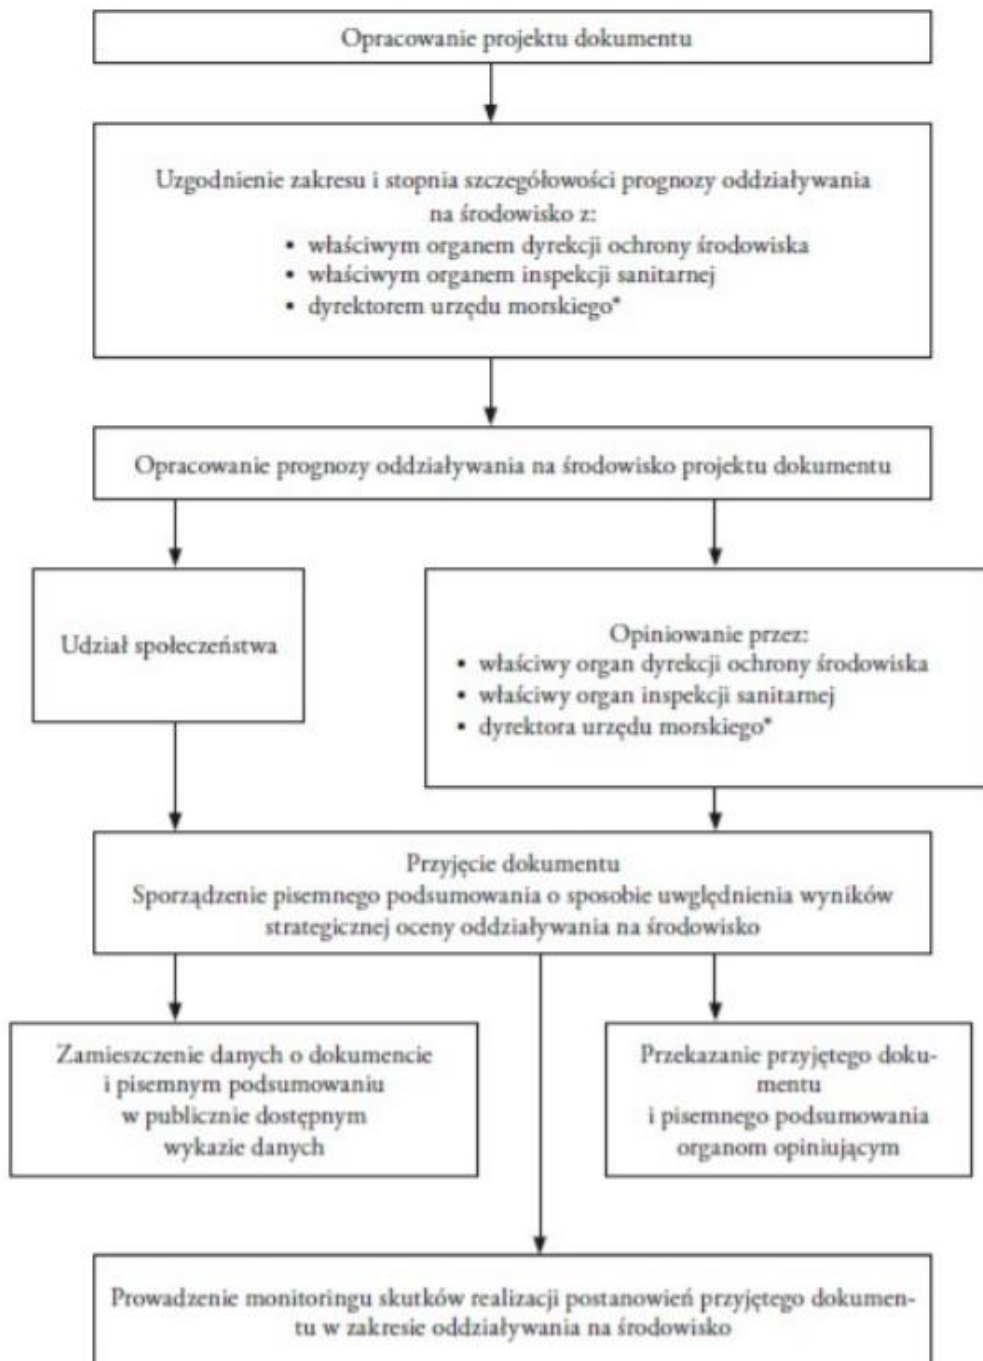 Opracowanie projektu dokumentu
Uzgodnienie zakresu i stopnia szczegółowości prognozy oddziaływania
na środowisko z:
• właściwym organem dyrekcji ochrony środowiska
• właściwym organem inspekcji sanitarnej
• dyrektorem urzędu morskiego*
Opracowanie prognozy oddziaływania na środowisko projektu dokumentu
Udział społeczeństwa
Opiniowanie przez:
• właściwy organ dyrekcji ochrony środowiska
• właściwy organ inspekcji sanitarnej
• dyrektora urzędu morskiego*
Przyjęcie dokumentu
Sporządzenie pisemnego podsumowania o sposobie uwględnienia wyników
strategicznej oceny oddziaływania na środowisko
Zamieszczenie danych o dokumencie
i pisemnym podsumowaniu
w publicznie dostępnym
wykazie danych
Przekazanie przyjętego doku-
mentu
i pisemnego podsumowania
organom opiniującym
Prowadzenie monitoringu skutków realizacji postanowień przyjętego dokumen-
tu w zakresie oddziaływania na środowisko